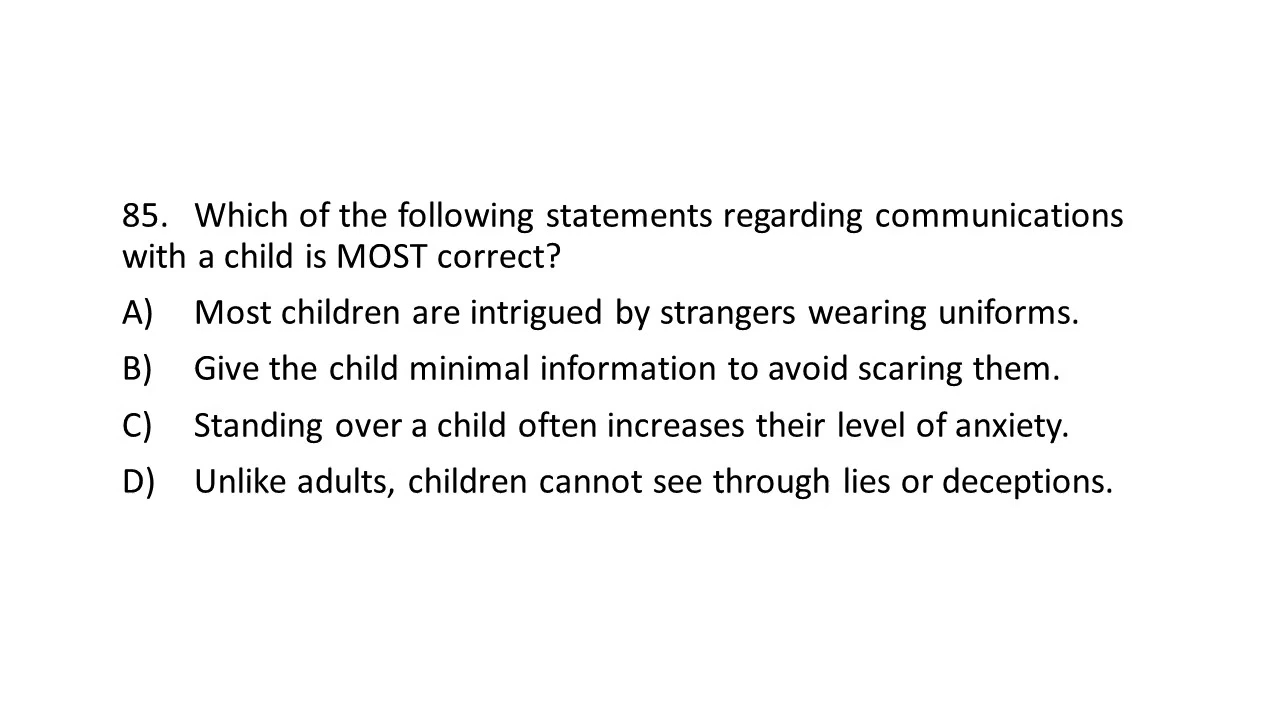 85. Which of the following statements regarding communications
with a child is MOST correct?
A) Most children are intrigued by strangers wearing uniforms.
B) Give the child minimal information to avoid scaring them.
C) Standing over a child often increases their level of anxiety.
D) Unlike adults, children cannot see through lies or deceptions.